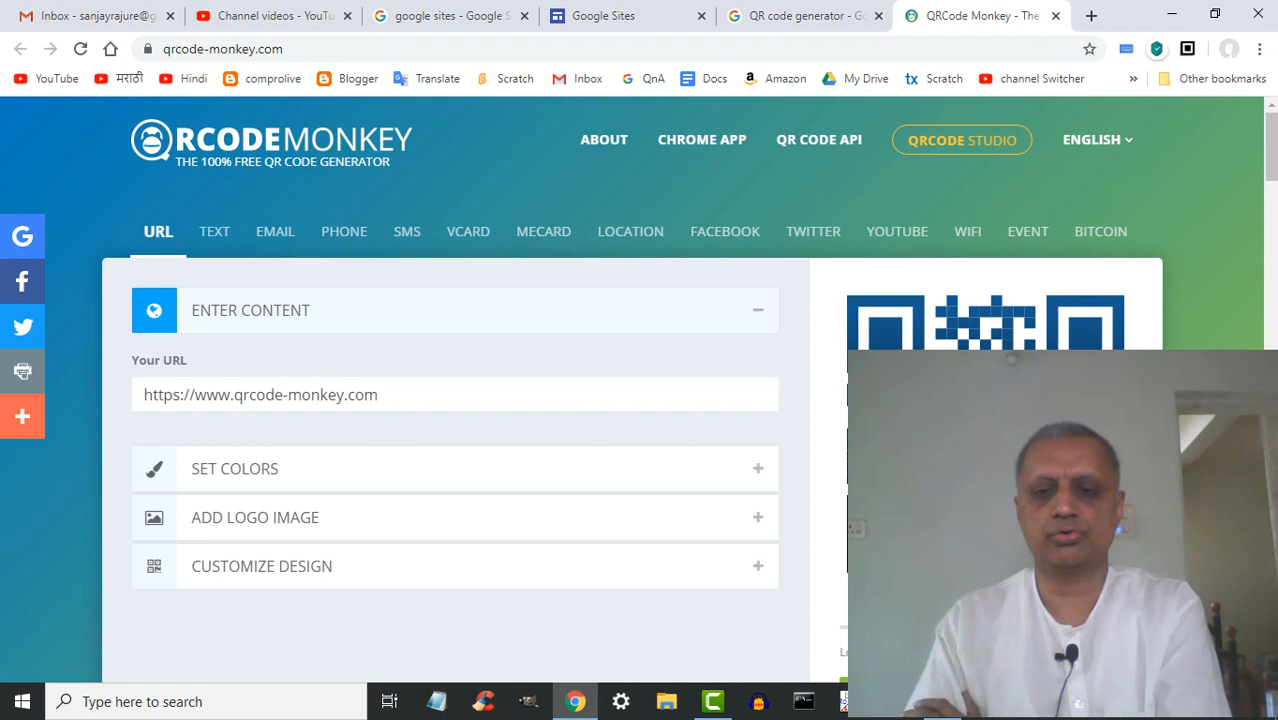 Inbox - sanjayrajure@g
Channel videos - YouTu
google sites - Google S
Google Sites
QR code generator - Go
QRCode Monkey - The
qrcode-monkey.com
YouTube मराठी Hindi comprolive Blogger Translate Scratch Inbox QnA Docs Amazon My Drive Scratch channel Switcher » Other bookmarks
QRCODEMONKEY
THE 100% FREE QR CODE GENERATOR
ABOUT CHROME APP QR CODE API QRCODE STUDIO ENGLISH
URL TEXT EMAIL PHONE SMS VCARD MECARD LOCATION FACEBOOK TWITTER YOUTUBE WIFI EVENT BITCOIN
ENTER CONTENT
Your URL
https://www.qrcode-monkey.com
SET COLORS
ADD LOGO IMAGE
CUSTOMIZE DESIGN
Type here to search